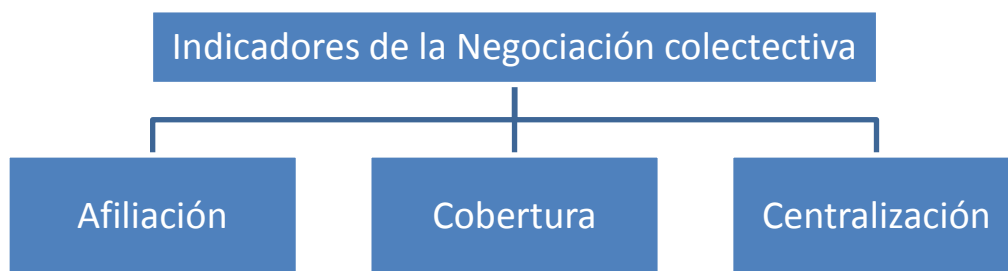 Indicadores de la Negociación colectectiva
Afiliación
Cobertura
Centralización